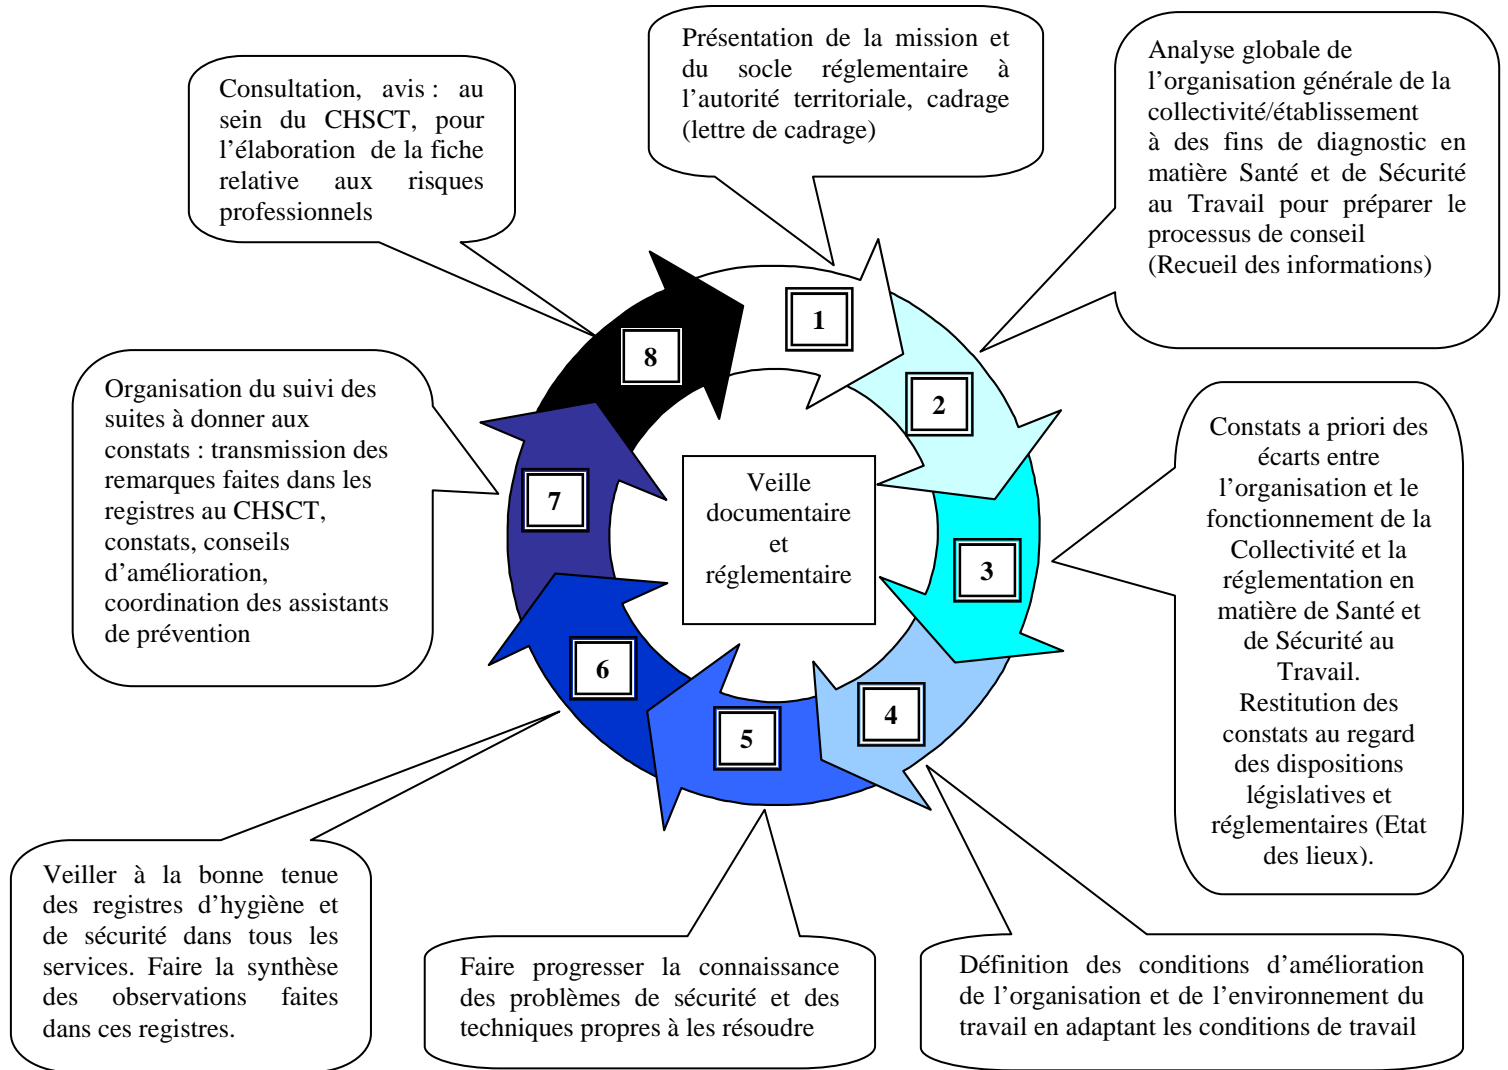 Présentation de la mission et
du socle réglementaire à
l’autorité territoriale, cadrage
(lettre de cadrage)
Analyse globale de
l’organisation générale de la
collectivité/établissement
à des fins de diagnostic en
matière Santé et de Sécurité
au Travail pour préparer le
processus de conseil
(Recueil des informations)
Constats a priori des
écarts entre
l’organisation et le
fonctionnement de la
Collectivité et la
réglementation en
matière de Santé et
de Sécurité au
Travail.
Restitution des
constats au regard
des dispositions
législatives et
réglementaires (Etat
des lieux).
Définition des conditions d’amélioration
de l’organisation et de l’environnement du
travail en adaptant les conditions de travail
Faire progresser la connaissance
des problèmes de sécurité et des
techniques propres à les résoudre
Veiller à la bonne tenue
des registres d’hygiène et
de sécurité dans tous les
services. Faire la synthèse
des observations faites
dans ces registres.
Organisation du suivi des
suites à donner aux
constats : transmission des
remarques faites dans les
registres au CHSCT,
constats, conseils
d’amélioration,
coordination des assistants
de prévention
Consultation, avis : au
sein du CHSCT, pour
l’élaboration de la fiche
relative aux risques
professionnels
1
2
3
4
5
6
7
8
Veille
documentaire
et
réglementaire